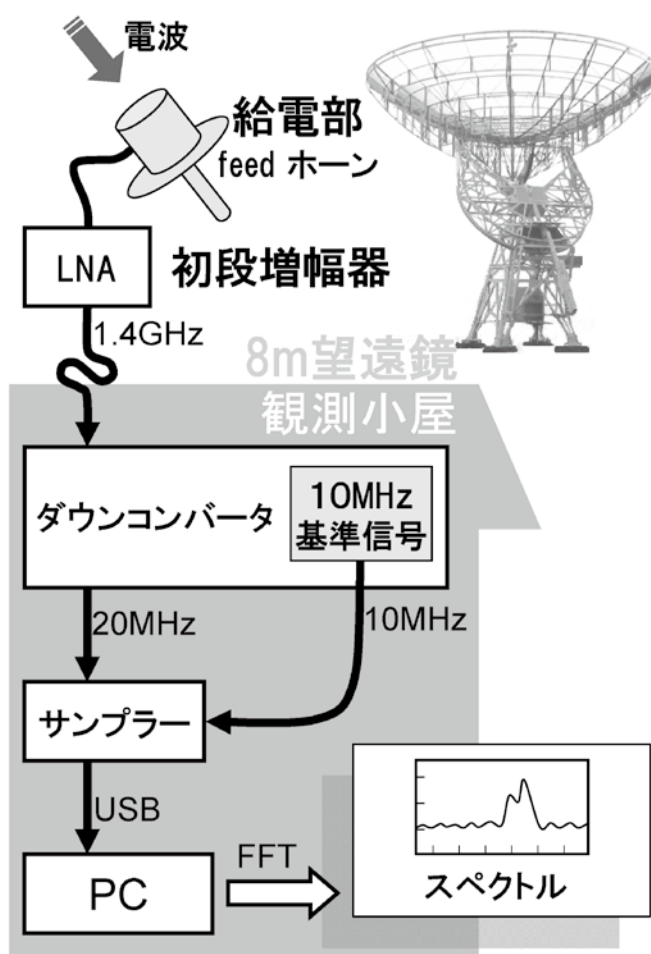 電波
給電部
feed ホーン
LNA
初段増幅器
1.4GHz
8m望遠鏡
観測小屋
ダウンコンバータ
10MHz
基準信号
20MHz
10MHz
サンプラー
USB
PC
FFT
スペクトル